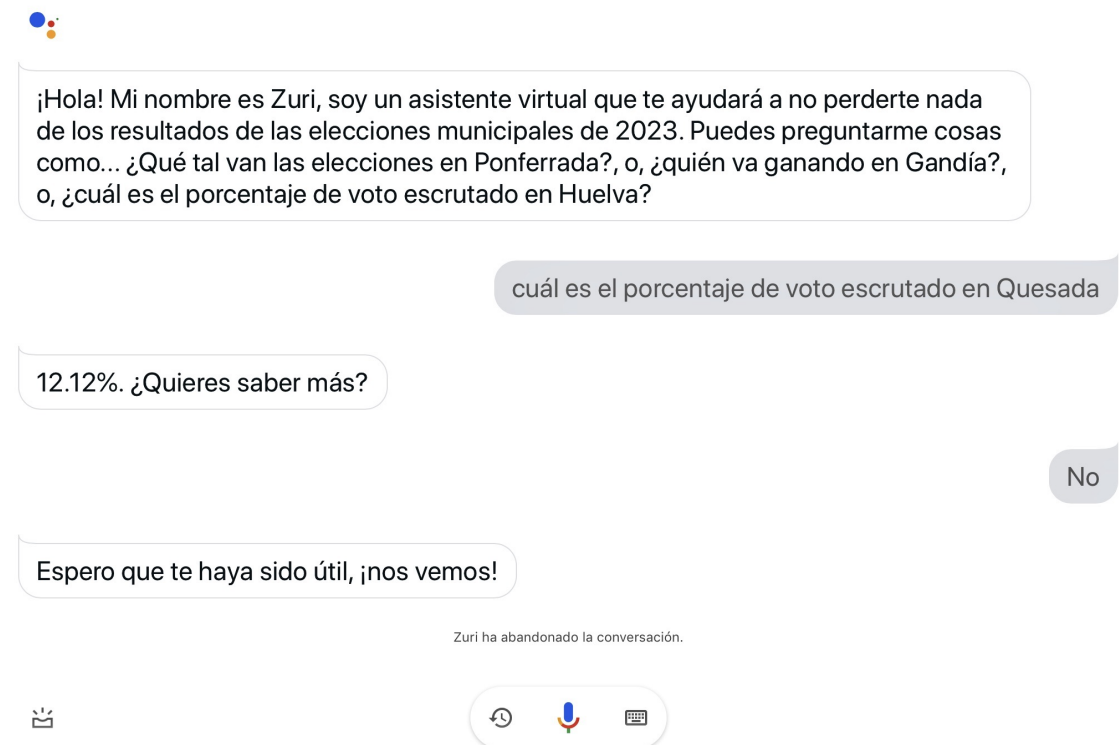 ¡Hola! Mi nombre es Zuri, soy un asistente virtual que te ayudará a no perderte nada
de los resultados de las elecciones municipales de 2023. Puedes preguntarme cosas
como... ¿Qué tal van las elecciones en Ponferrada?, o, ¿quién va ganando en Gandía?,
o, ¿cuál es el porcentaje de voto escrutado en Huelva?
cuál es el porcentaje de voto escrutado en Quesada
12.12%. ¿Quieres saber más?
No
Espero que te haya sido útil, ¡nos vemos!
Zuri ha abandonado la conversación.